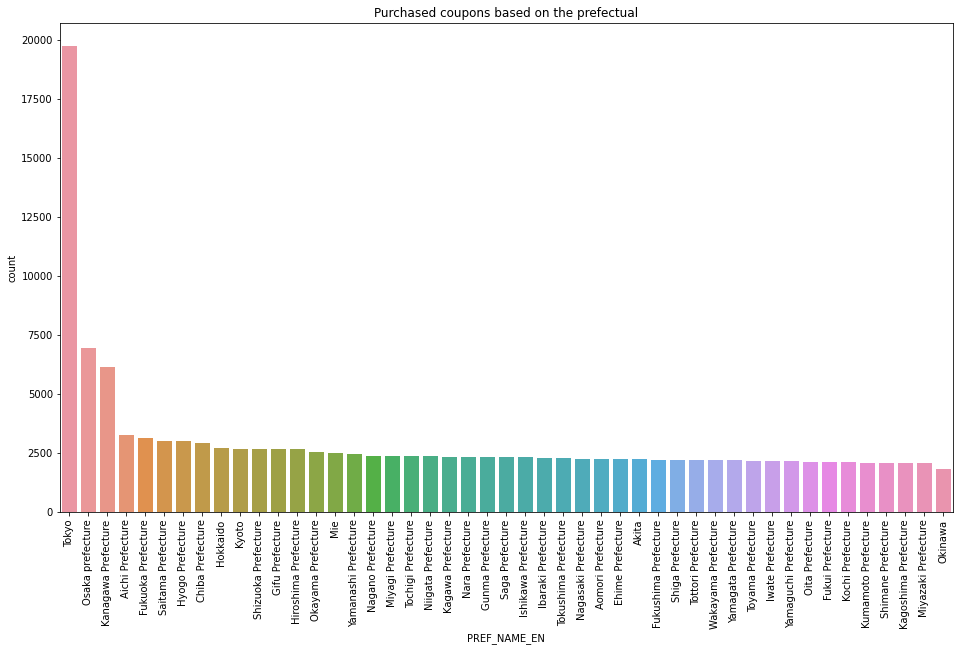 Purchased coupons based on the prefectual
20000
17500
15000
12500
10000
7500
5000
2500
0
count
Tokyo
Osaka prefecture
Kanagawa Prefecture
Aichi Prefecture
Fukuoka Prefecture
Saitama Prefecture
Hyogo Prefecture
Chiba Prefecture
Hokkaido
Kyoto
Shizuoka Prefecture
Gifu Prefecture
Hiroshima Prefecture
Okayama Prefecture
Mie
Yamanashi Prefecture
Nagano Prefecture
Miyagi Prefecture
Tochigi Prefecture
Niigata Prefecture
Kagawa Prefecture
Nara Prefecture
Gunma Prefecture
Saga Prefecture
Ishikawa Prefecture
Ibaraki Prefecture
Tokushima Prefecture
Nagasaki Prefecture
Aomori Prefecture
Ehime Prefecture
Akita
Fukushima Prefecture
Shiga Prefecture
Tottori Prefecture
Wakayama Prefecture
Yamagata Prefecture
Toyama Prefecture
Iwate Prefecture
Yamaguchi Prefecture
Oita Prefecture
Fukui Prefecture
Kochi Prefecture
Kumamoto Prefecture
Shimane Prefecture
Kagoshima Prefecture
Miyazaki Prefecture
Okinawa
PREF_NAME_EN